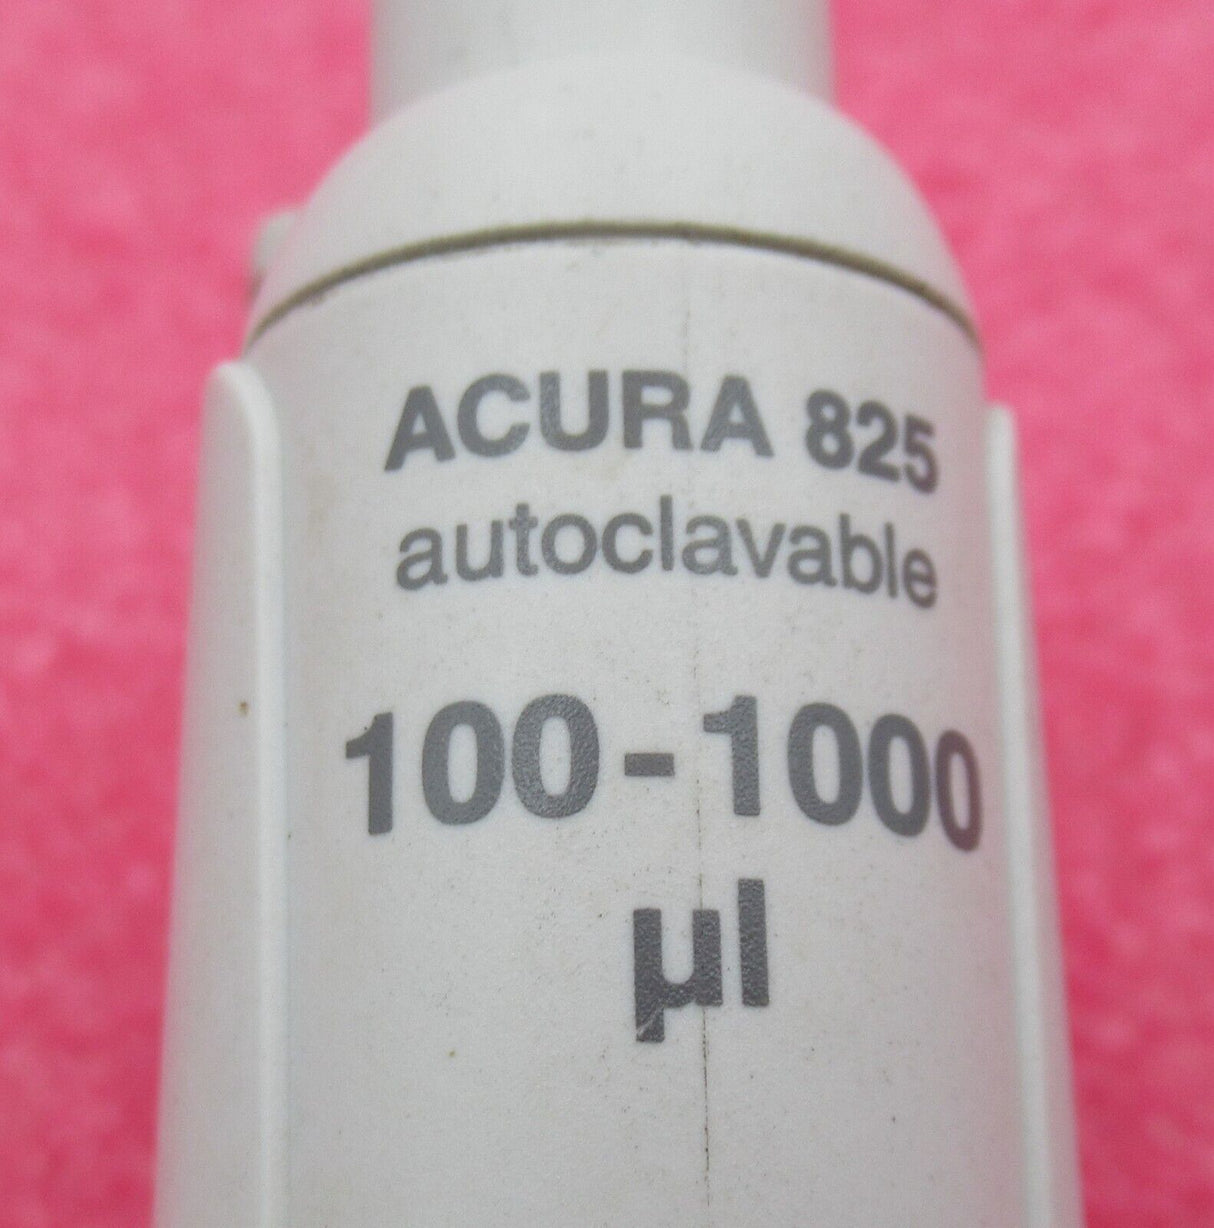 ACURA 825
autoclavable
100-1000
µl